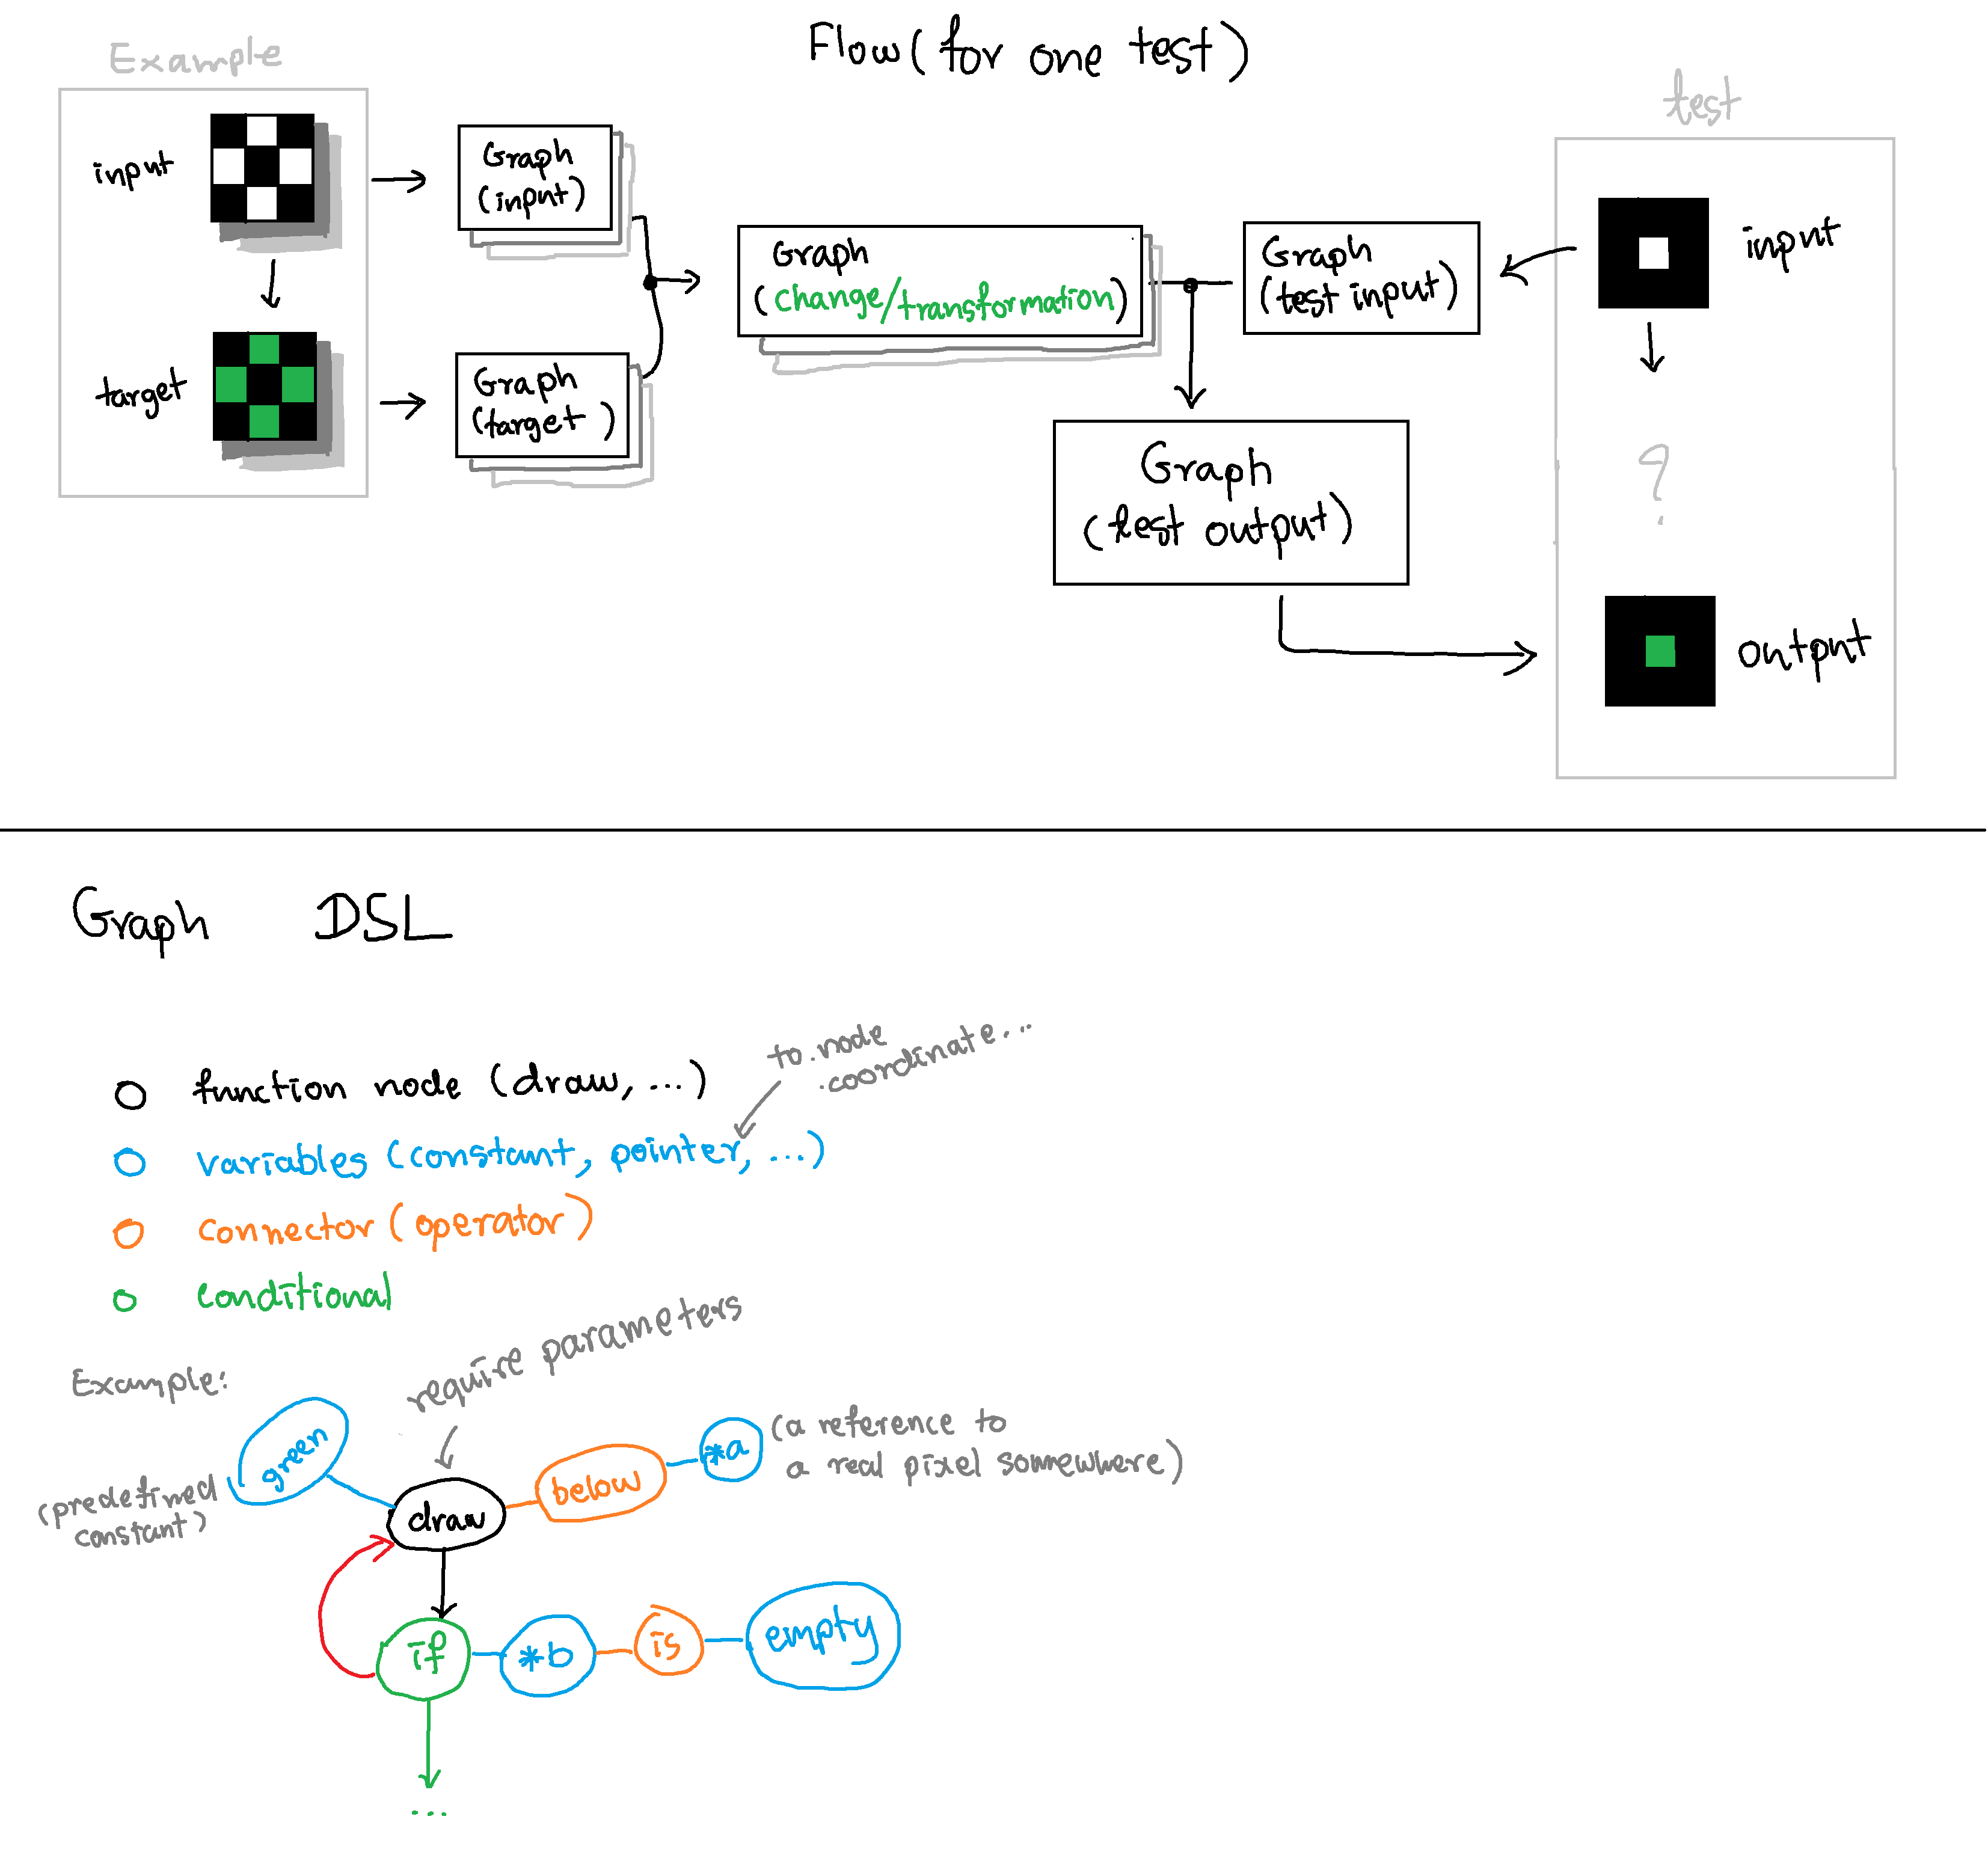 Flow (for one test)
Example
input
target
Graph
(input)
Graph
(target)
Graph
(change/transformation)
Graph
(test input)
Graph
(test output)
test
input
?
output
Graph DSL
function node (draw, ...)
to .node
.coordinate...
variables (constant, pointer, ...)
connector (operator)
conditional
Example:
require parameters
green
(predefined
constant)
draw
below
*a
(a reference to
a real pixel somewhere)
if
*b
is
empty
...